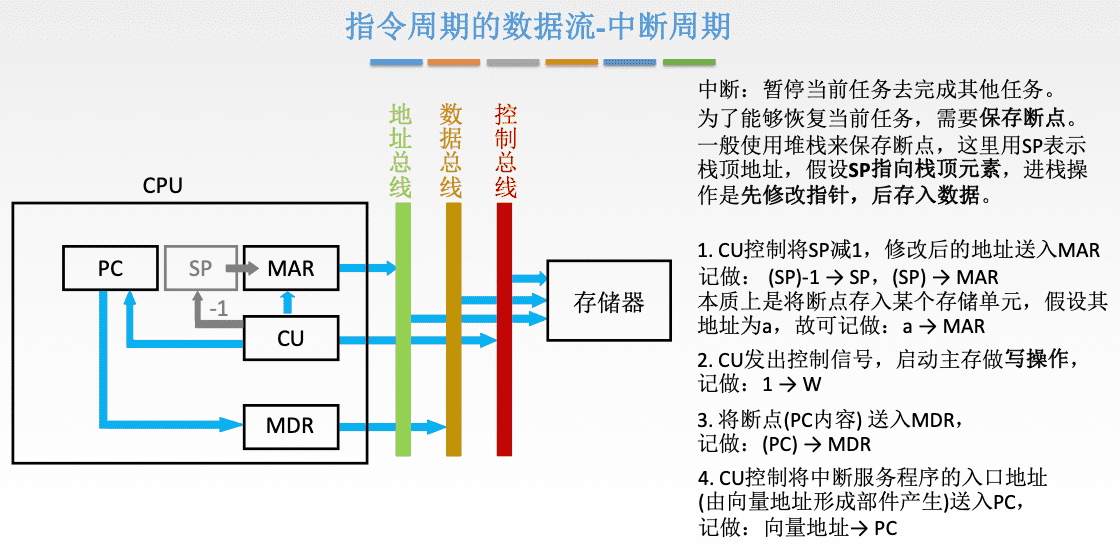 指令周期的数据流-中断周期
中断：暂停当前任务去完成其他任务。
为了能够恢复当前任务，需要保存断点。
一般使用堆栈来保存断点，这里用SP表示
栈顶地址，假设SP指向栈顶元素，进栈操
作是先修改指针，后存入数据。
1. CU控制将SP减1，修改后的地址送入MAR
记做： (SP)-1 → SP，(SP) → MAR
本质上是将断点存入某个存储单元，假设其
地址为a，故可记做：a → MAR
2. CU发出控制信号，启动主存做写操作，
记做：1 → W
3. 将断点(PC内容) 送入MDR，
记做：(PC) → MDR
4. CU控制将中断服务程序的入口地址
(由向量地址形成部件产生)送入PC，
记做：向量地址→ PC
地址总线
数据总线
控制总线
CPU
PC
SP
MAR
-1
CU
MDR
存储器